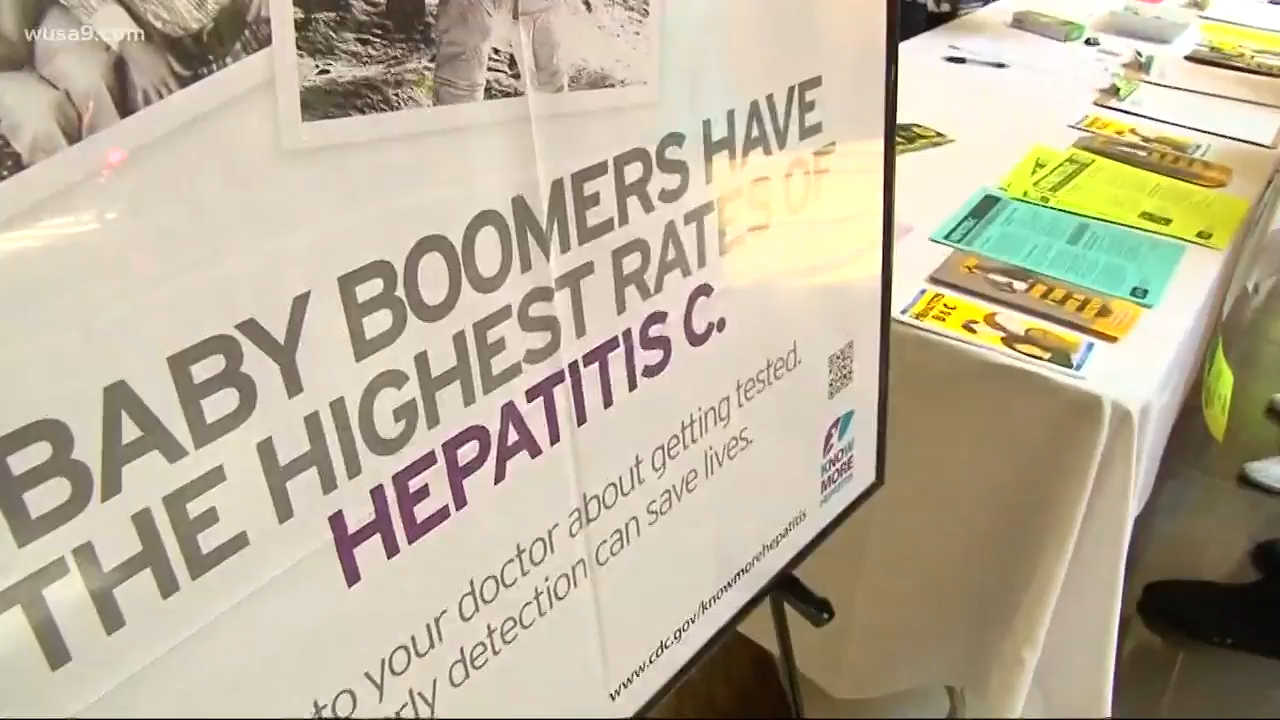 wusa9.com
BABY BOOMERS HAVE
THE HIGHEST RATES OF
HEPATITIS C.
to your doctor about getting tested.
rly detection can save lives.
KNOW
MORE
www.cdc.gov/knowmorehepatitis
B & C